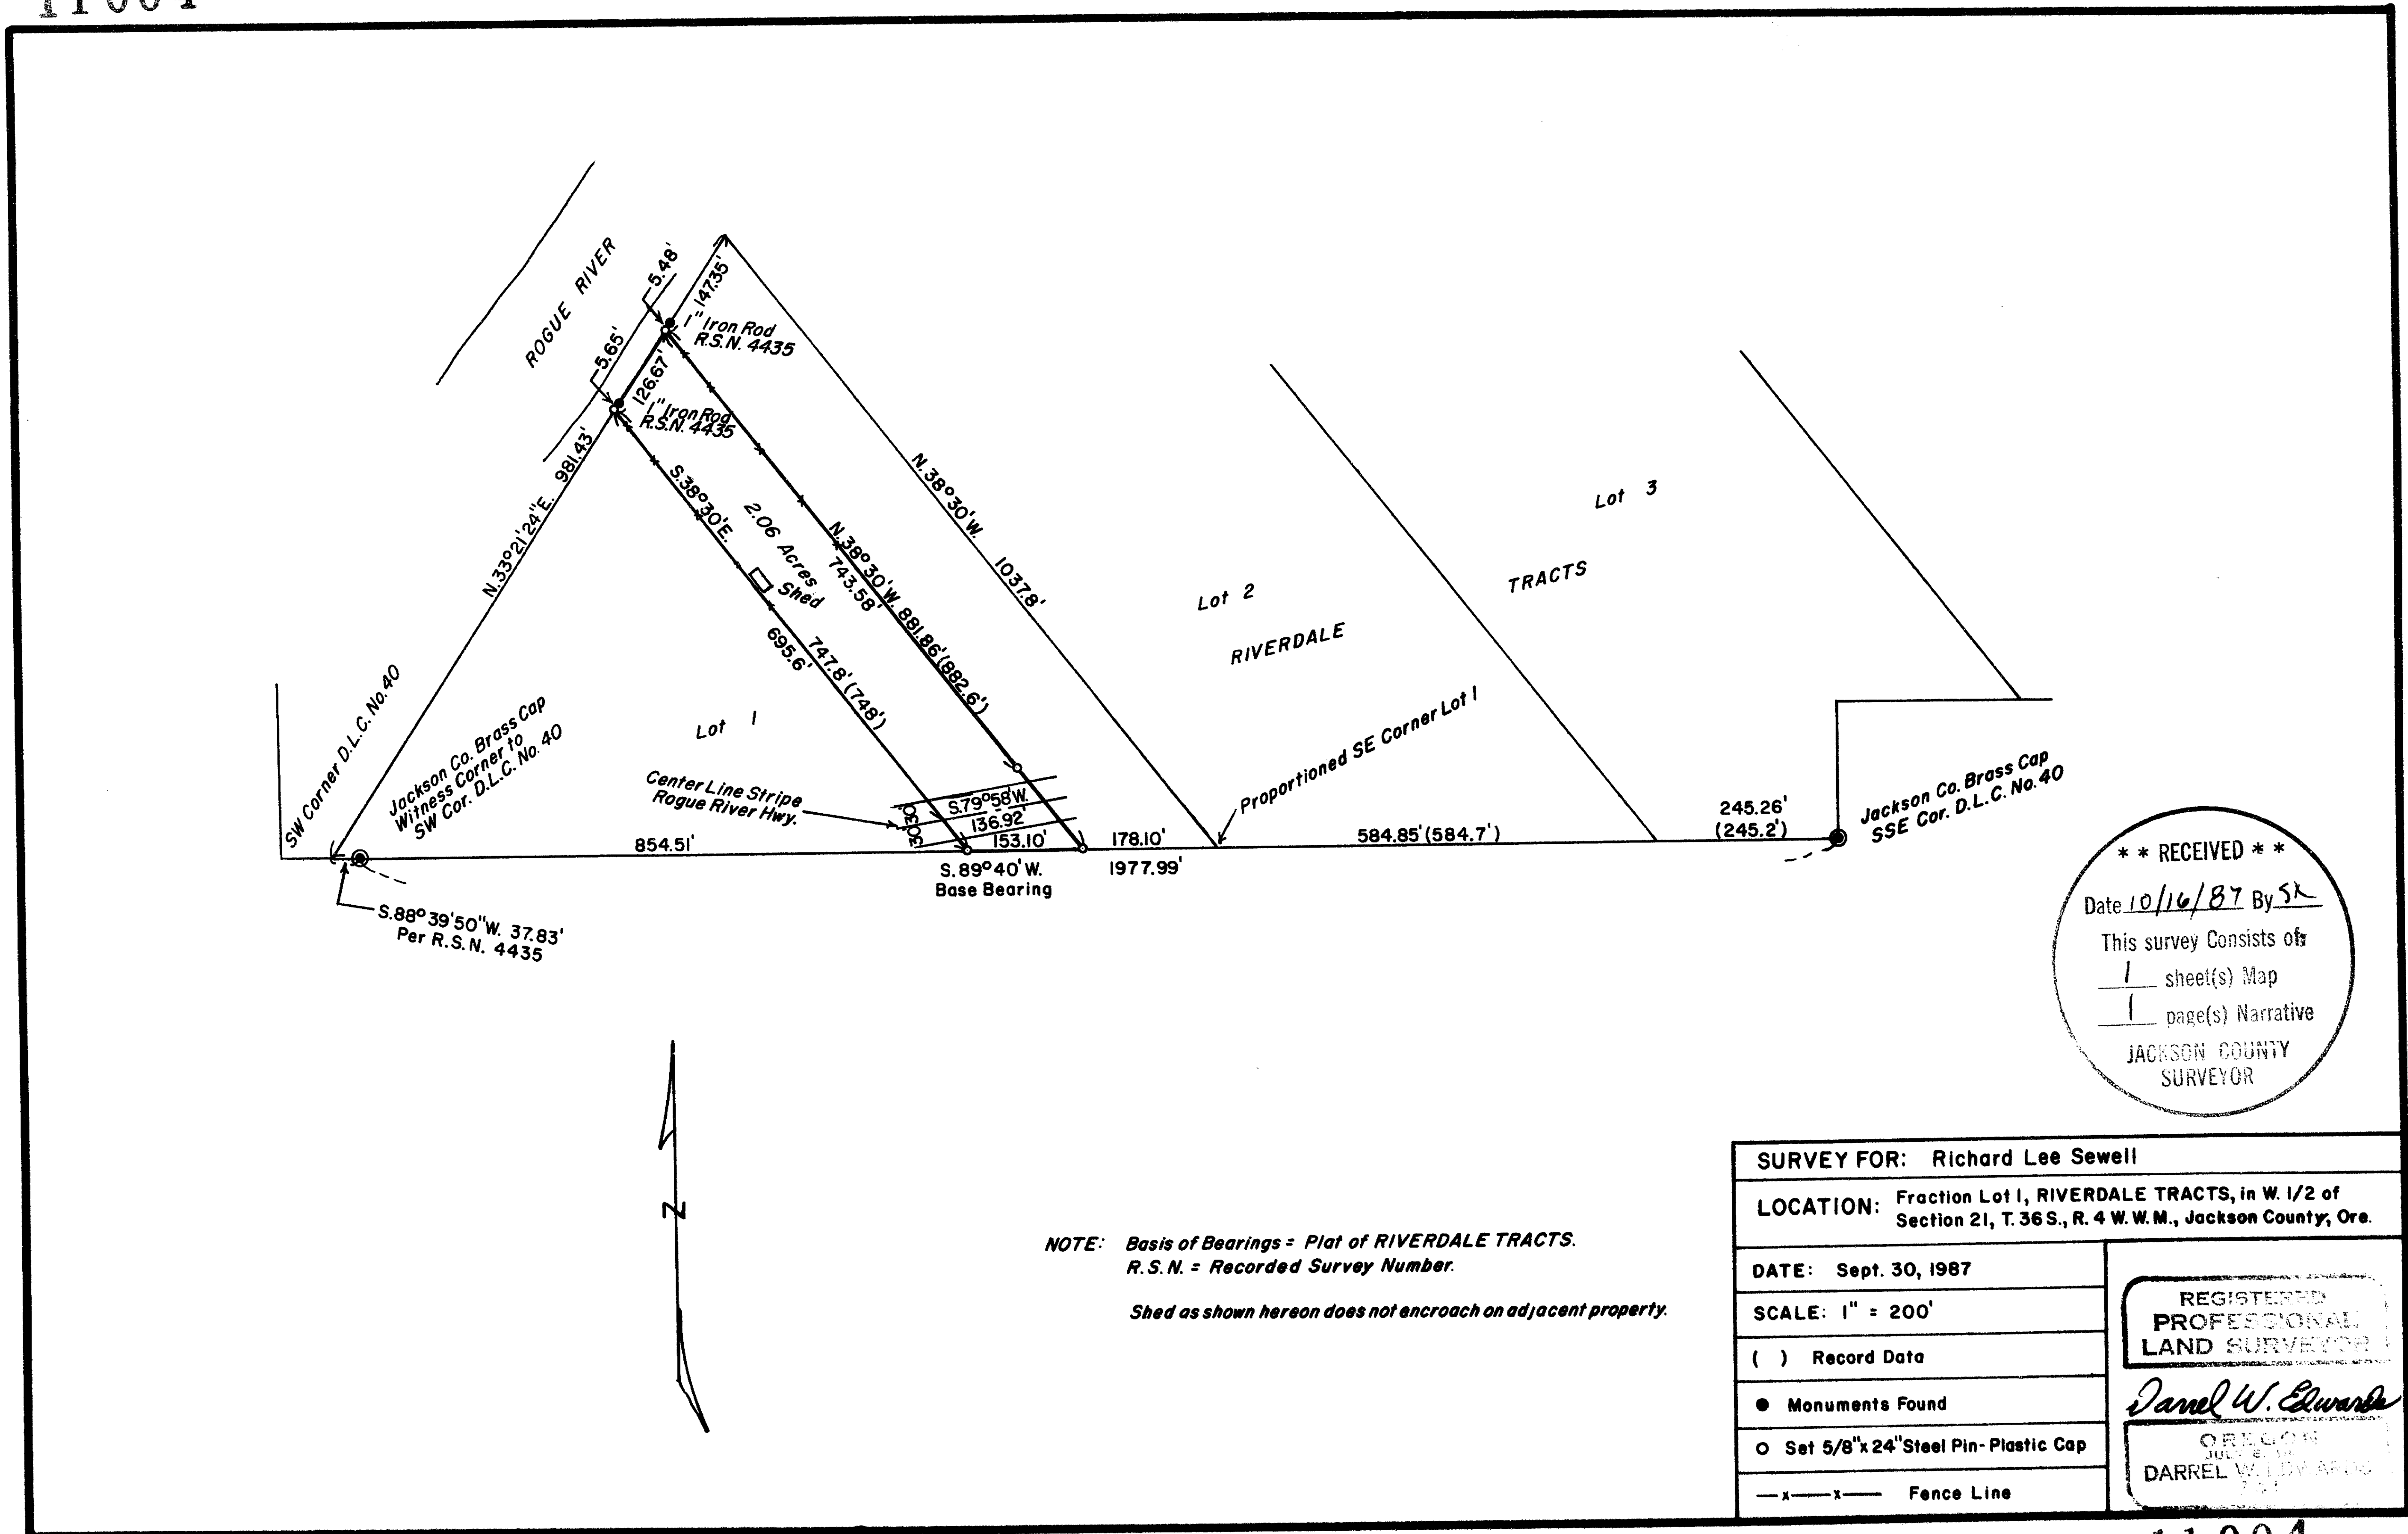 ROGUE RIVER
5.48'
147.35'
1" Iron Rod
R.S.N. 4435
5.65'
126.67'
1" Iron Rod
R.S.N. 4435
N.33°21'24"E. 981.43'
S.38°30'E.
2.06 Acres
Shed
N.38°30'W. 881.86'(882.6')
743.58'
747.8' (748')
695.6'
N.38°30'W. 1037.8'
Lot 1
Lot 2
Lot 3
RIVERDALE
TRACTS
SW Corner D.L.C. No. 40
Jackson Co. Brass Cap
Witness Corner to
SW Cor. D.L.C. No. 40
Center Line Stripe
Rogue River Hwy.
30'30'
S.79°58'W.
136.92'
Proportioned SE Corner Lot 1
854.51'
153.10'
178.10'
584.85'(584.7')
245.26'
(245.2')
S.89°40'W.
Base Bearing
1977.99'
Jackson Co. Brass Cap
SSE Cor. D.L.C. No. 40
S.88°39'50"W. 37.83'
Per R.S.N. 4435
* * RECEIVED * *
Date 10/16/87 By SK
This survey Consists of:
1 sheet(s) Map
1 page(s) Narrative
JACKSON COUNTY
SURVEYOR
N
NOTE: Basis of Bearings = Plat of RIVERDALE TRACTS.
R.S.N. = Recorded Survey Number.
Shed as shown hereon does not encroach on adjacent property.
SURVEY FOR: Richard Lee Sewell
LOCATION: Fraction Lot 1, RIVERDALE TRACTS, in W. 1/2 of
Section 21, T. 36 S., R. 4 W. W. M., Jackson County, Ore.
DATE: Sept. 30, 1987
SCALE: 1" = 200'
( ) Record Data
Monuments Found
Set 5/8" x 24" Steel Pin - Plastic Cap
—x—x— Fence Line
REGISTERED
PROFESSIONAL
LAND SURVEYOR
Darrel W. Edwards
OREGON
DARREL W. EDWARDS